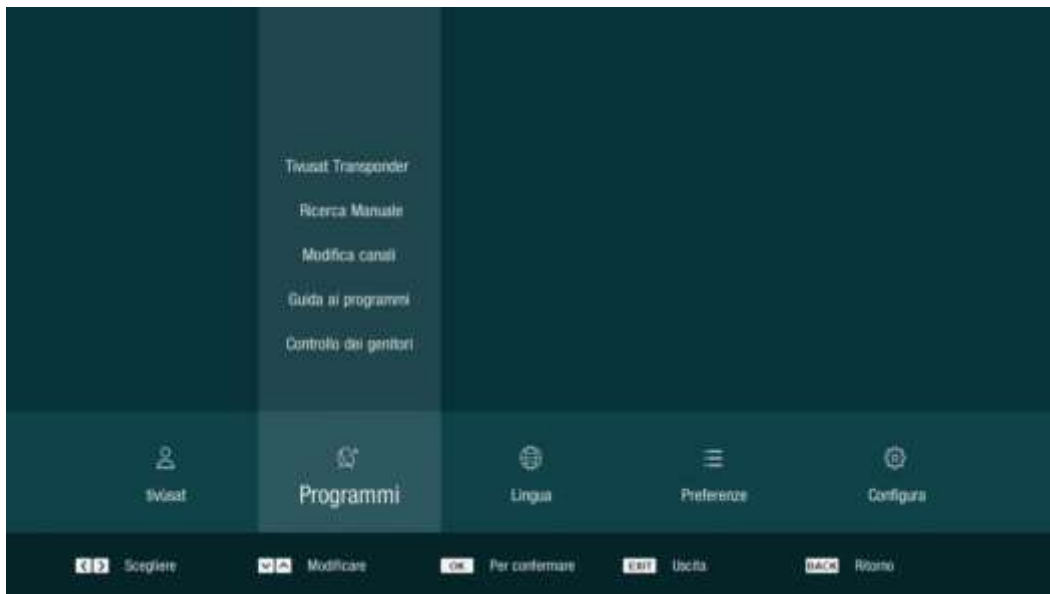 Tivusat Transponder
Ricerca Manuale
Modifica canali
Guida ai programmi
Controllo dei genitori
tivùsat
Programmi
Lingua
Preferenze
Configura
Scegliere
Modificare
OK
Per confermare
EXIT
Uscita
BACK
Ritorno